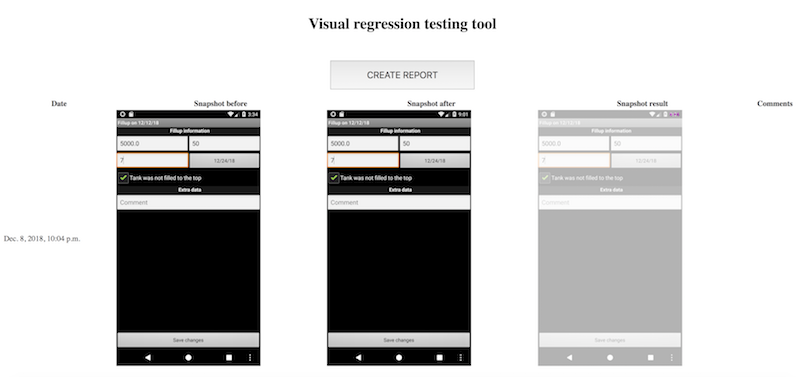 Visual regression testing tool
CREATE REPORT
Date Snapshot before Snapshot after Snapshot result Comments
Dec. 8, 2018, 10:04 p.m.
3:34
Fillup on 12/12/18
Fillup information
5000.0 50
7 12/24/18
Tank was not filled to the top
Extra data
Comment
Save changes
9:01
Fillup on 12/12/18
Fillup information
5000.0 50
7 12/24/18
Tank was not filled to the top
Extra data
Comment
Save changes
Fillup on 12/12/18
Fillup information
5000.0 50
7 12/24/18
Tank was not filled to the top
Extra data
Comment
Save changes